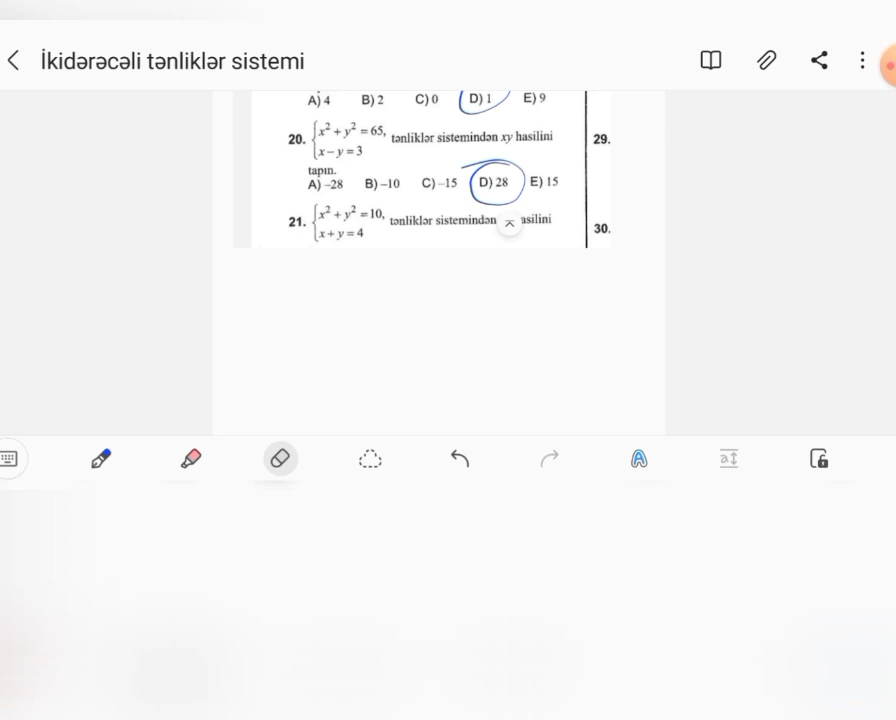 İkidərəcəli tənliklər sistemi
A) 4 B) 2 C) 0 D) 1 E) 9
20. {x² + y² = 65, x − y = 3 tənliklər sistemindən xy hasilini
tapın.
A) −28 B) −10 C) −15 D) 28 E) 15
21. {x² + y² = 10, x + y = 4 tənliklər sistemindən asilini
29.
30.